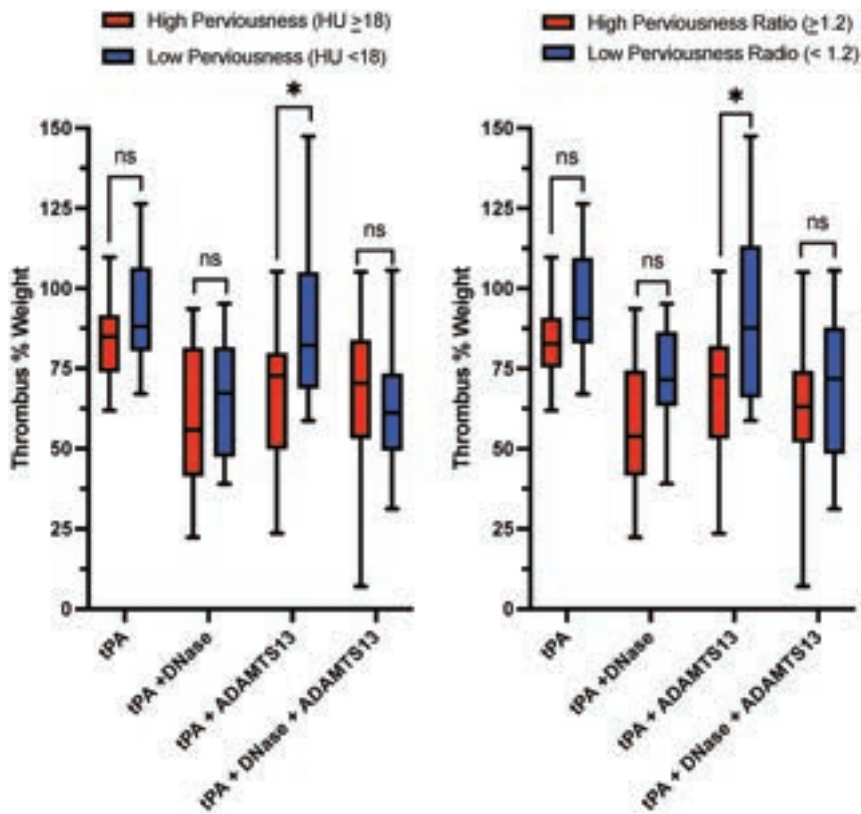 High Perviousness (HU ≥18)
Low Perviousness (HU <18)
ns
ns
*
ns
Thrombus % Weight
150
125
100
75
50
25
0
tPA
tPA +DNase
tPA + ADAMTS13
tPA + DNase + ADAMTS13
High Perviousness Ratio (≥1.2)
Low Perviousness Radio (< 1.2)
ns
ns
*
ns
Thrombus % Weight
150
125
100
75
50
25
0
tPA
tPA +DNase
tPA + ADAMTS13
tPA + DNase + ADAMTS13